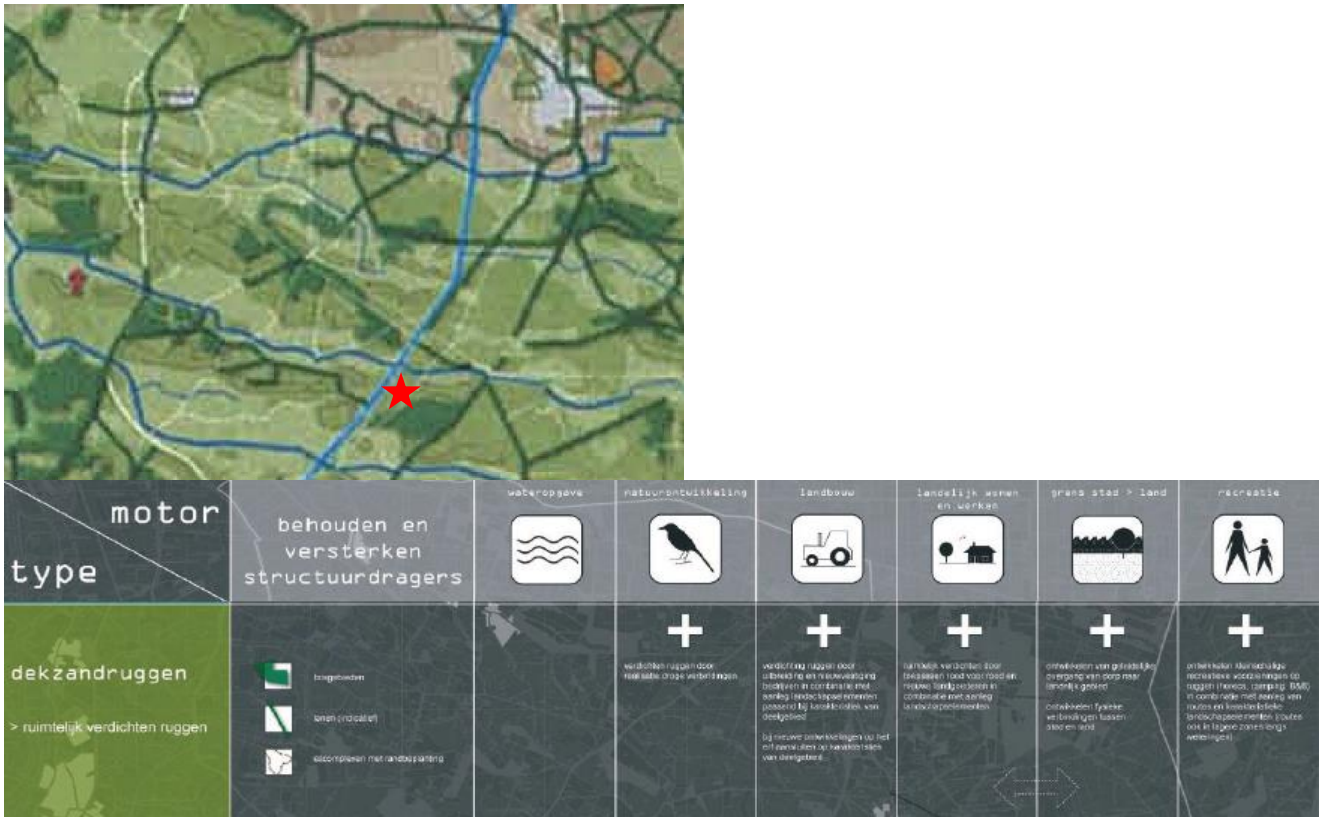 motor
type
behouden en
versterken
structuurdragers
wateropgave
natuurontwikkeling
landbouw
landelijk wonen
en werken
grens stad > land
recreatie
dekzandruggen
> ruimtelijk verdichten ruggen
bosgebieden
lanen (indicatief)
escomplexen met randbeplanting
verdichten ruggen door
realisatie droge verbindingen
verdichting ruggen door
uitbreiding en nieuwvestiging
bedrijven in combinatie met
aanleg landschapselementen
passend bij karakteristiek van
deelgebied
bij nieuwe ontwikkelingen op het
erf aansluiten op karakteristiek
van deelgebied
ruimtelijk verdichten door
toepassen rood voor rood en
nieuwe landgoederen in
combinatie met aanleg
landschapselementen
ontwikkelen van geleidelijke
overgang van dorp naar
landelijk gebied
ontwikkelen fysieke
verbindingen tussen
stad en land
ontwikkelen kleinschalige
recreatieve voorzieningen op
ruggen (horeca, camping, B&B)
in combinatie met aanleg van
routes en karakteristieke
landschapselementen (routes
ook in lagere zones langs
weteringen)